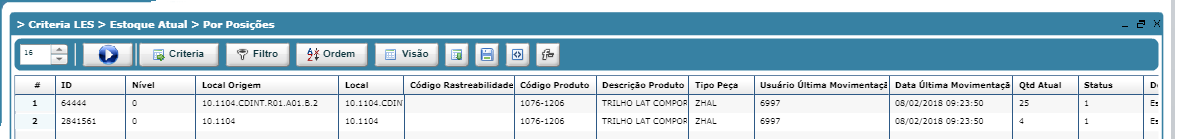 > Criteria LES > Estoque Atual > Por Posições
16 Criteria Filtro Ordem Visão
# ID Nível Local Origem Local Código Rastreabilidade Código Produto Descrição Produto Tipo Peça Usuário Última Movimentaçã Data Última Movimentaçã Qtd Atual Status
1 64444 0 10.1104.CDINT.R01.A01.B.2 10.1104.CDIN 1076-1206 TRILHO LAT COMPOR ZHAL 6997 08/02/2018 09:23:50 25 1 Es
2 2841561 0 10.1104 10.1104 1076-1206 TRILHO LAT COMPOR ZHAL 6997 08/02/2018 09:23:50 4 1 Es